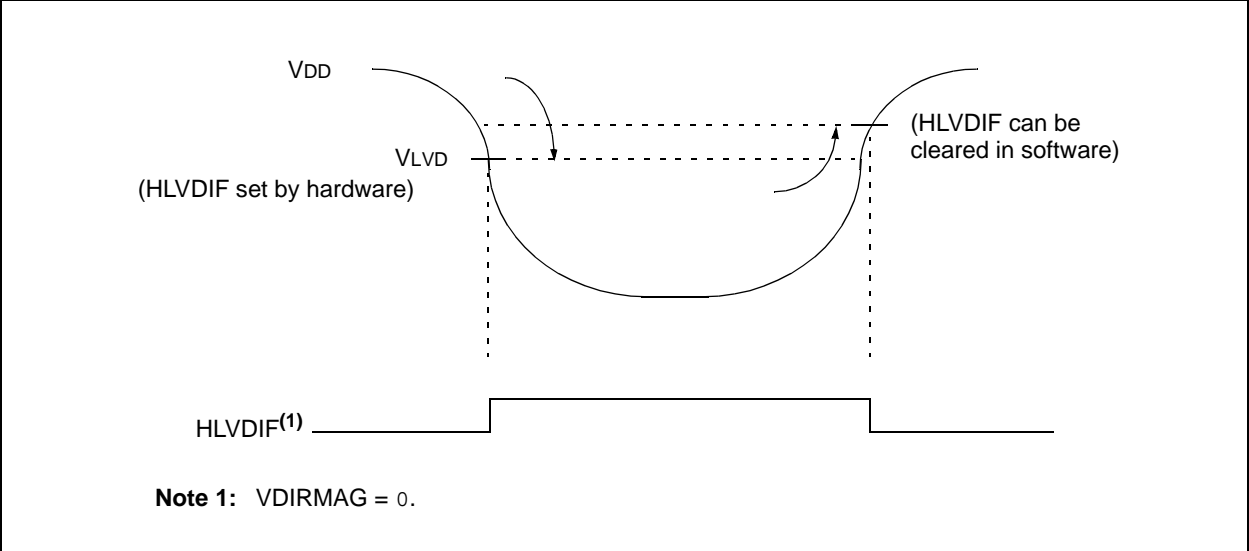 VDD
(HLVDIF can be
cleared in software)
VLVD
(HLVDIF set by hardware)
HLVDIF(1)
Note 1: VDIRMAG = 0.